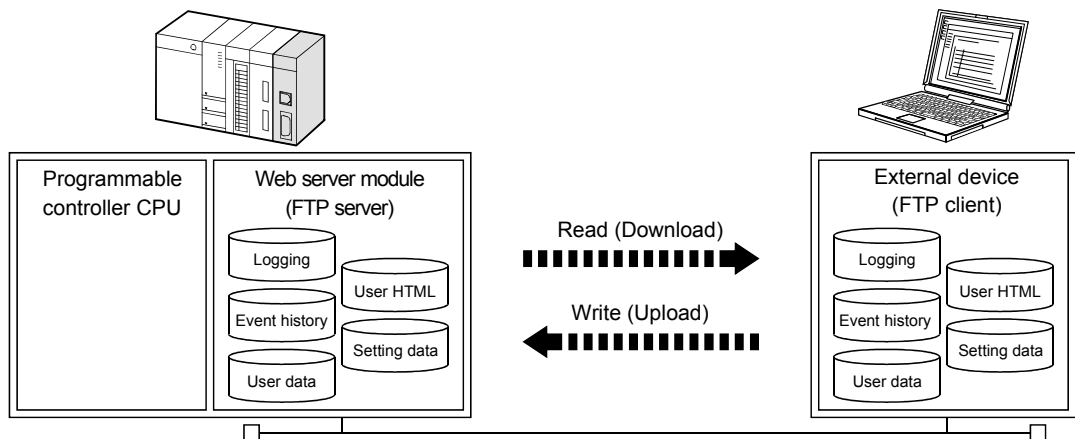 Programmable
controller CPU
Web server module
(FTP server)
Logging
User HTML
Event history
Setting data
User data
Read (Download)
Write (Upload)
External device
(FTP client)
Logging
User HTML
Event history
Setting data
User data